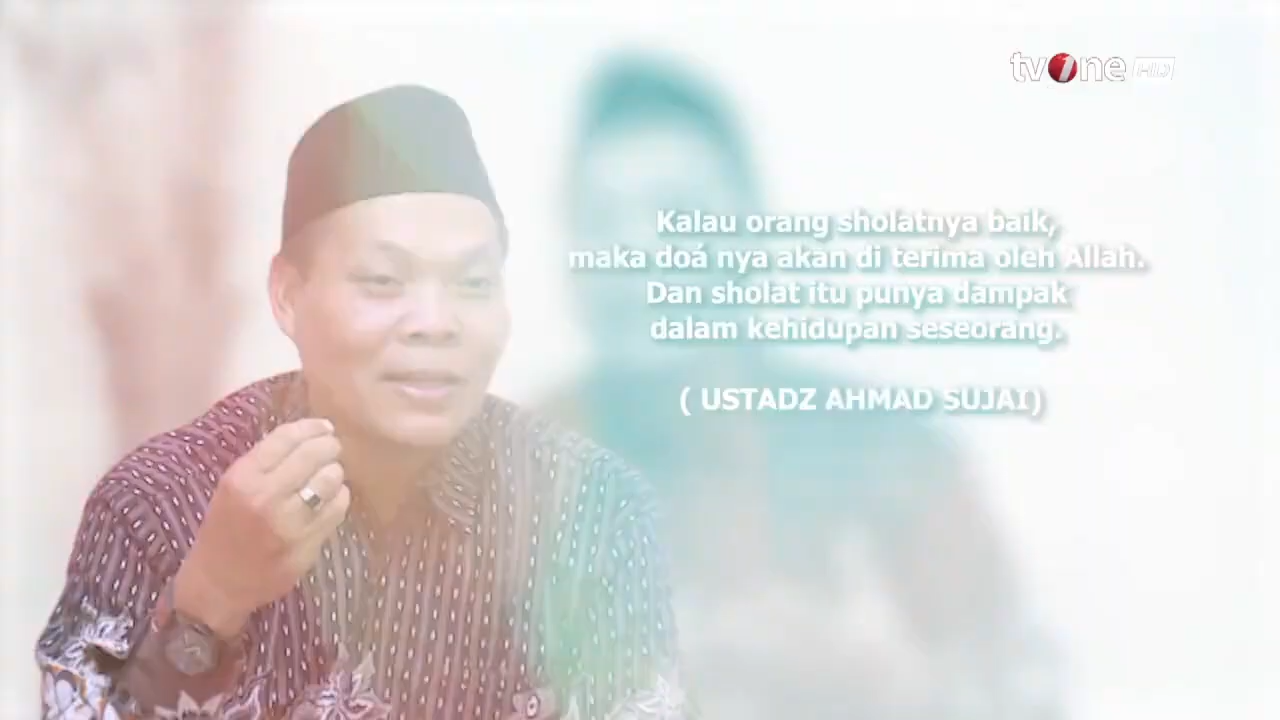 tvOne HD
Kalau orang sholatnya baik,
maka doá nya akan di terima oleh Allah.
Dan sholat itu punya dampak
dalam kehidupan seseorang.
( USTADZ AHMAD SUJAI)